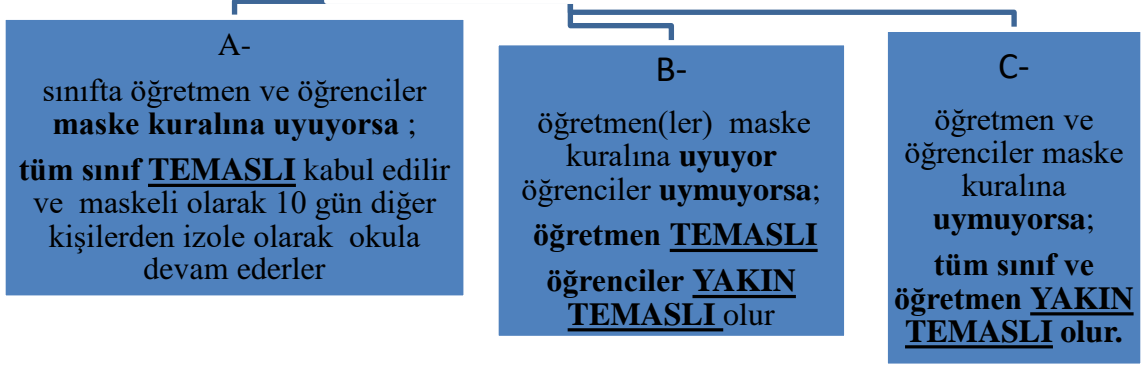 A-
sınıfta öğretmen ve öğrenciler
maske kuralına uyuyorsa ;
tüm sınıf TEMASLI kabul edilir
ve maskeli olarak 10 gün diğer
kişilerden izole olarak okula
devam ederler
B-
öğretmen(ler) maske
kuralına uyuyor
öğrenciler uymuyorsa;
öğretmen TEMASLI
öğrenciler YAKIN
TEMASLI olur
C-
öğretmen ve
öğrenciler maske
kuralına
uymuyorsa;
tüm sınıf ve
öğretmen YAKIN
TEMASLI olur.